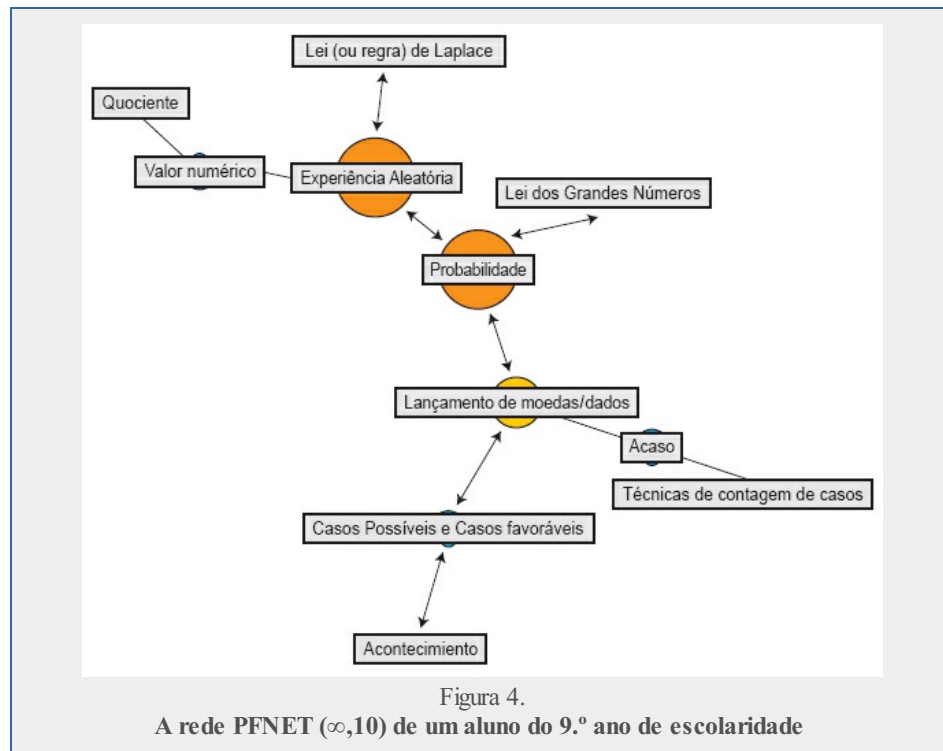 Lei (ou regra) de Laplace
Quociente
Valor numérico
Experiência Aleatória
Lei dos Grandes Números
Probabilidade
Lançamento de moedas/dados
Acaso
Técnicas de contagem de casos
Casos Possíveis e Casos favoráveis
Acontecimento
Figura 4.
A rede PFNET (∞,10) de um aluno do 9.º ano de escolaridade